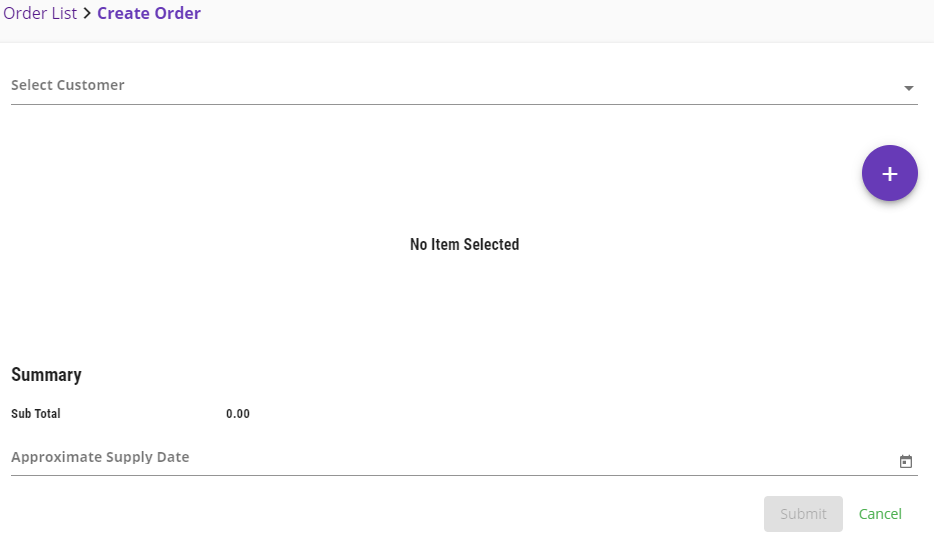 Order List > Create Order
Select Customer
+
No Item Selected
Summary
Sub Total 0.00
Approximate Supply Date
Submit Cancel